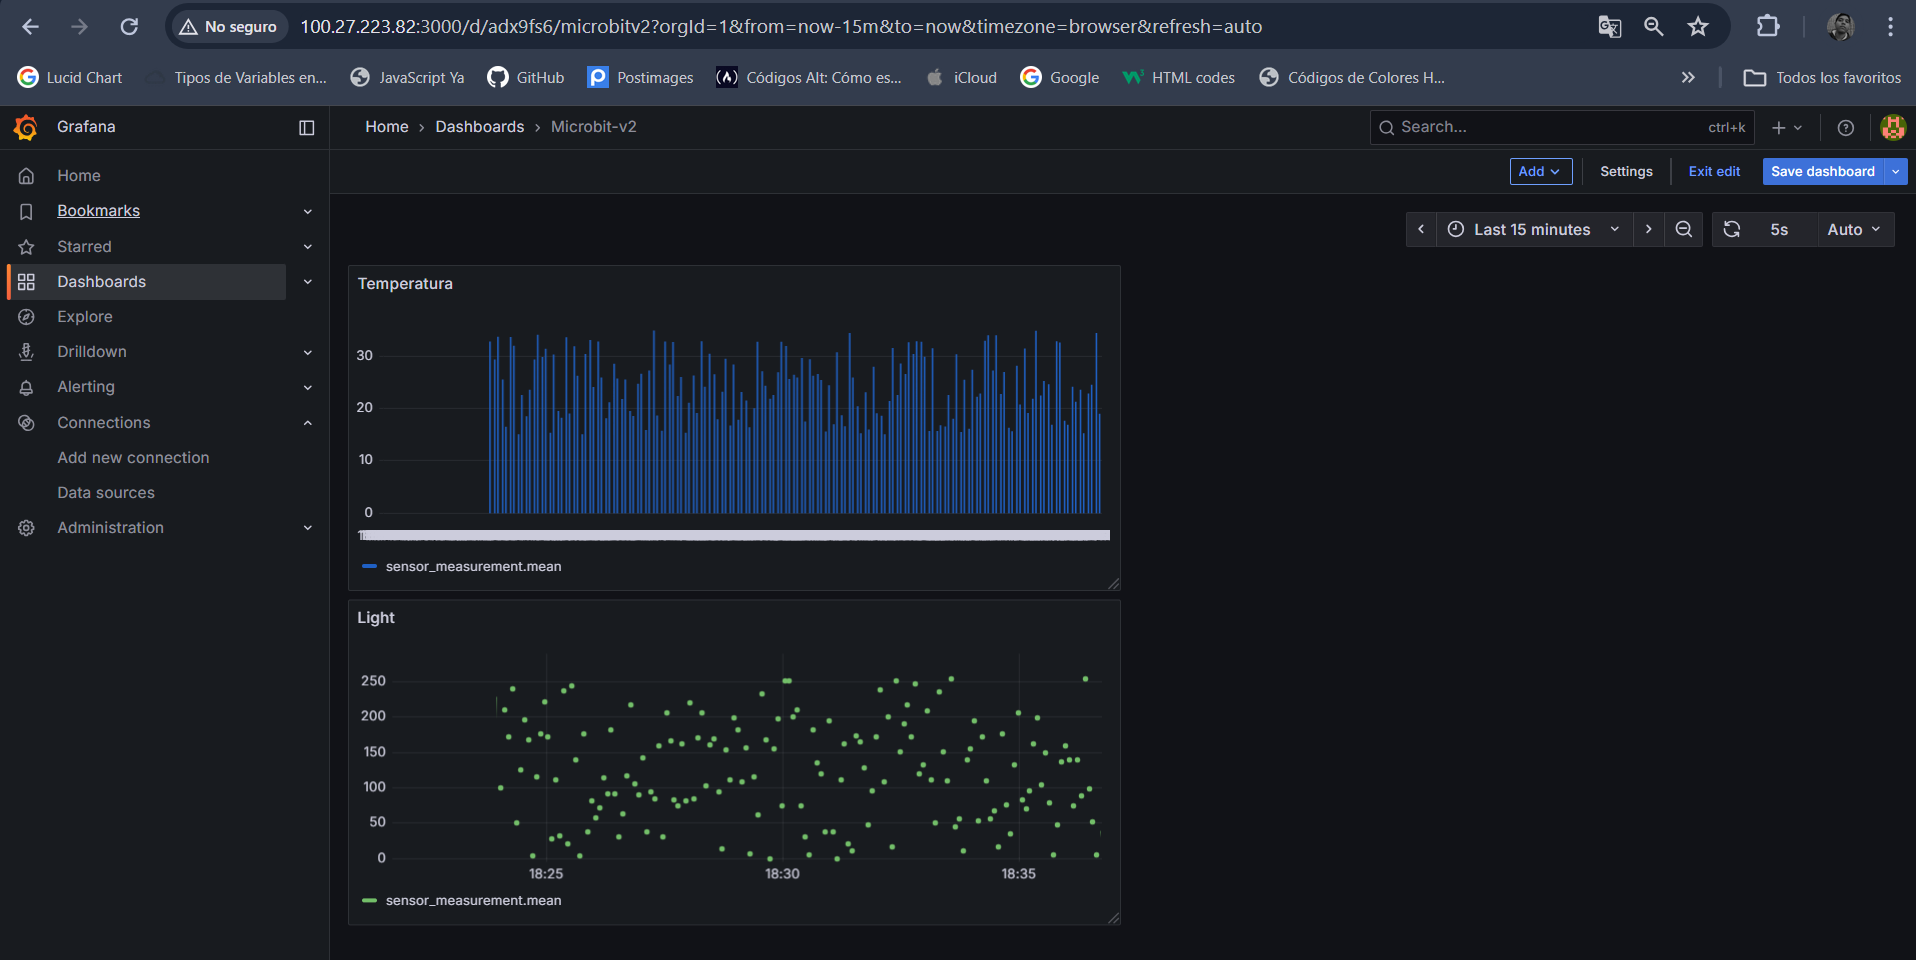 No seguro 100.27.223.82:3000/d/adx9fs6/microbitv2?orgId=1&from=now-15m&to=now&timezone=browser&refresh=auto
Lucid Chart Tipos de Variables en... JavaScript Ya GitHub Postimages Códigos Alt: Cómo es... iCloud Google HTML codes Códigos de Colores H... Todos los favoritos
Grafana
Home › Dashboards › Microbit-v2
Search... ctrl+k
Add Settings Exit edit Save dashboard
Home
Bookmarks
Starred
Dashboards
Explore
Drilldown
Alerting
Connections
Add new connection
Data sources
Administration
Last 15 minutes 5s Auto
Temperatura
30
20
10
0
sensor_measurement.mean
Light
250
200
150
100
50
0
18:25 18:30 18:35
sensor_measurement.mean